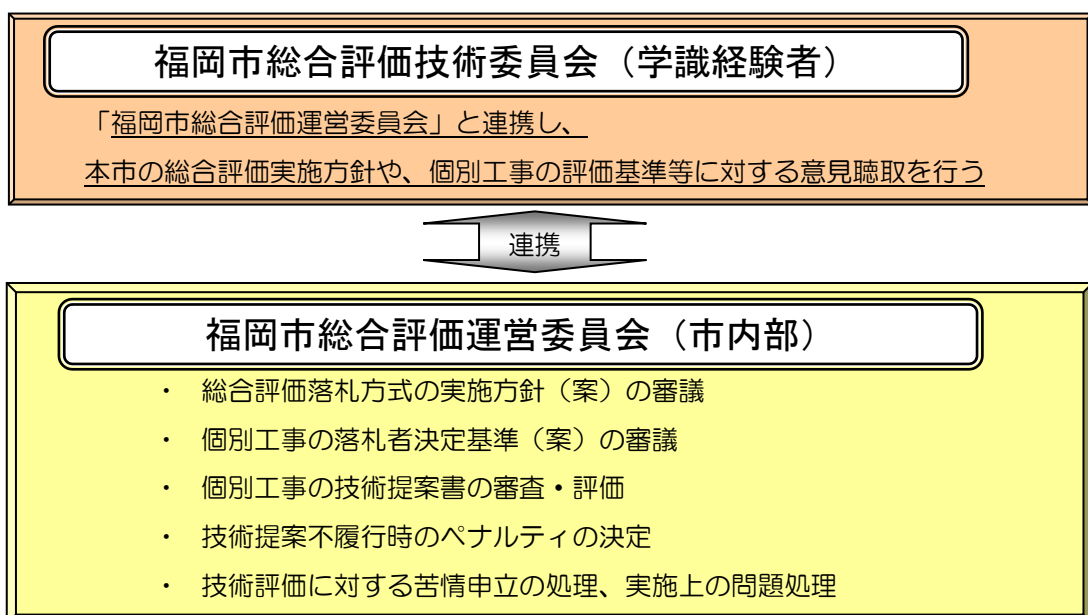 福岡市総合評価技術委員会（学識経験者）
「福岡市総合評価運営委員会」と連携し、
本市の総合評価実施方針や、個別工事の評価基準等に対する意見聴取を行う
連携
福岡市総合評価運営委員会（市内部）
・ 総合評価落札方式の実施方針（案）の審議
・ 個別工事の落札者決定基準（案）の審議
・ 個別工事の技術提案書の審査・評価
・ 技術提案不履行時のペナルティの決定
・ 技術評価に対する苦情申立の処理、実施上の問題処理